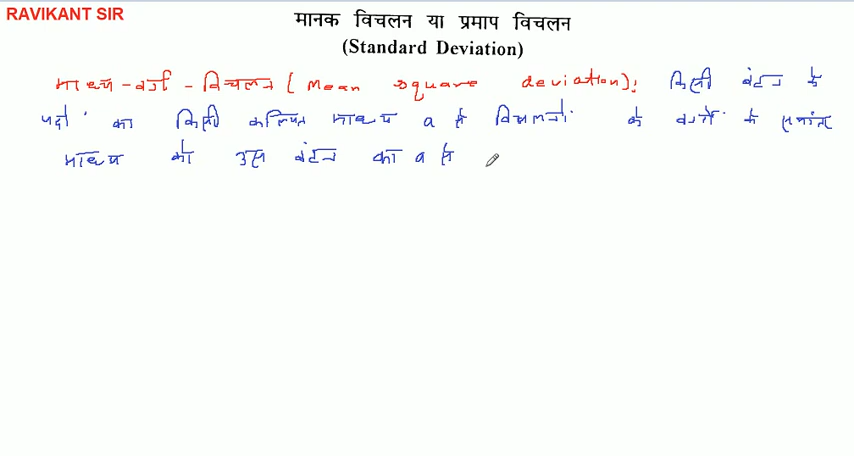 RAVIKANT SIR
मानक विचलन या प्रमाप विचलन
(Standard Deviation)
माध्य-वर्ग-विचलन (Mean square deviation): किसी बंटन के
पदों का किसी कल्पित माध्य a से विचलनों के वर्गों के समांतर
माध्य को उस बंटन का a से